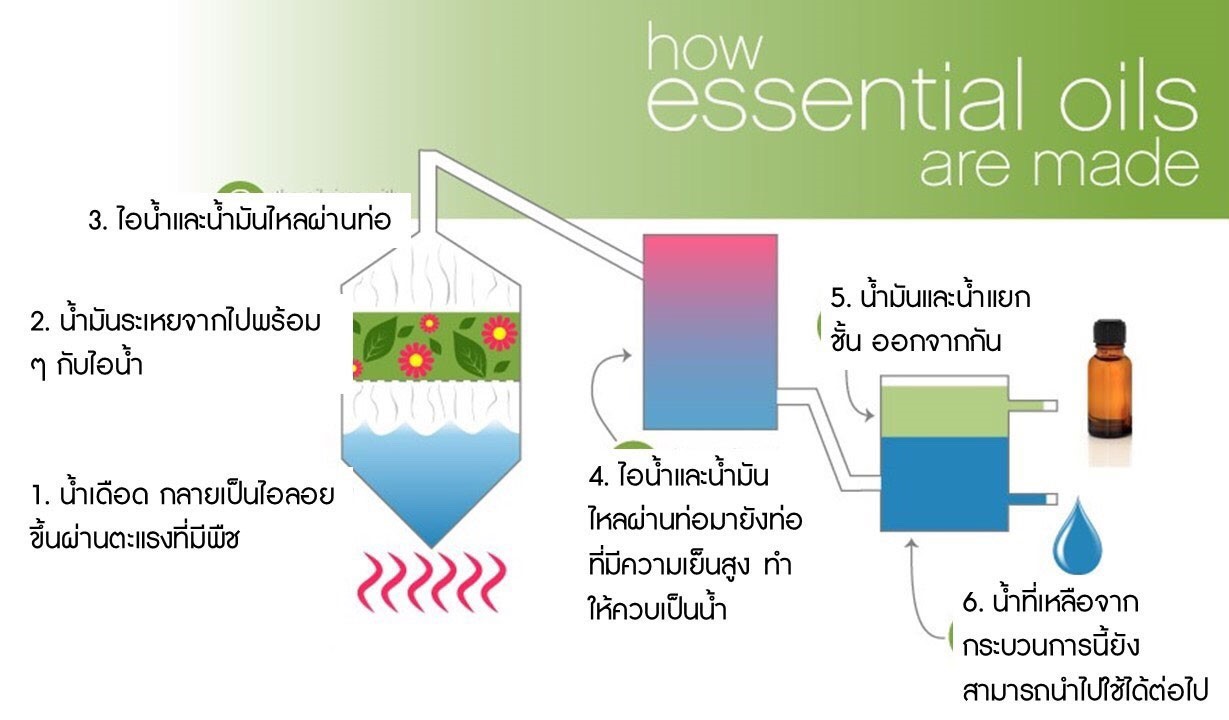 how
essential oils
are made
3. ไอน้ำและน้ำมันไหลผ่านท่อ
2. น้ำมันระเหยจากไปพร้อม
ๆ กับไอน้ำ
1. น้ำเดือด กลายเป็นไอลอย
ขึ้นผ่านตะแรงที่มีพืช
4. ไอน้ำและน้ำมัน
ไหลผ่านท่อมายังท่อ
ที่มีความเย็นสูง ทำ
ให้ควบเป็นน้ำ
5. น้ำมันและน้ำแยก
ชั้น ออกจากกัน
6. น้ำที่เหลือจาก
กระบวนการนี้ยัง
สามารถนำไปใช้ได้ต่อไป